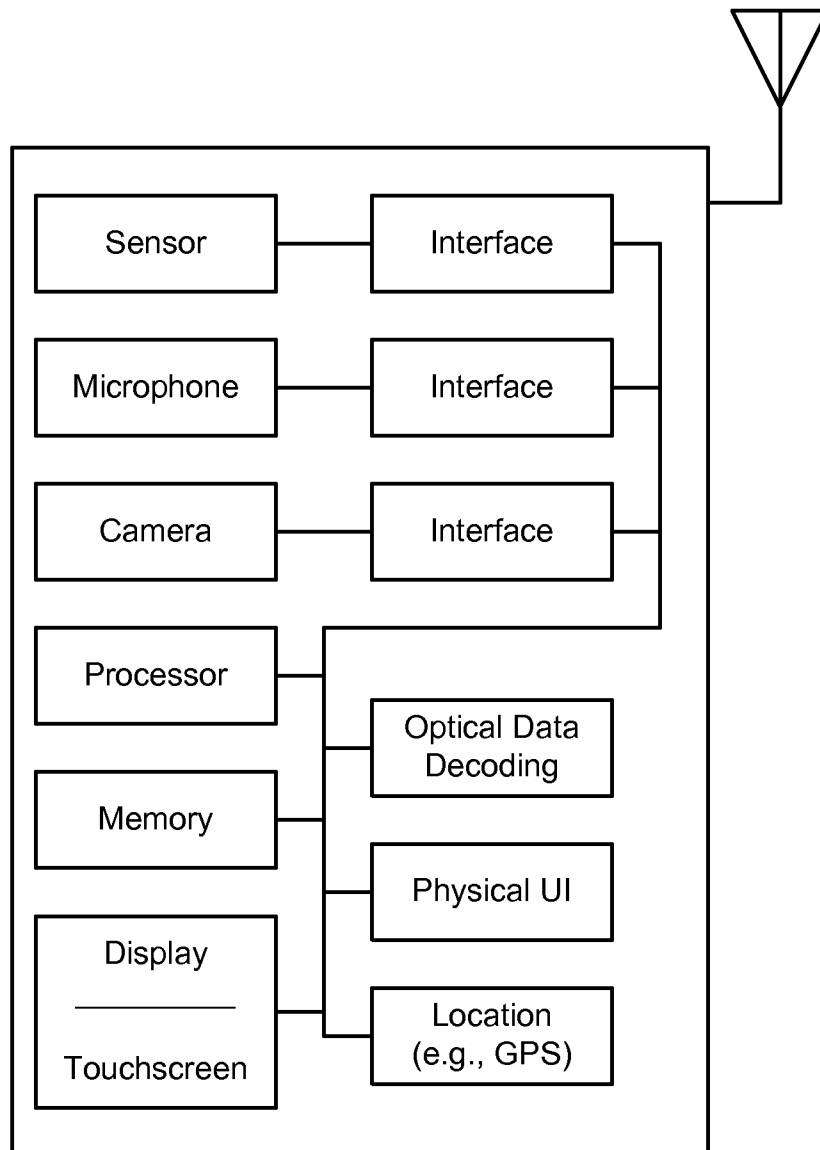 Sensor
Interface
Microphone
Interface
Camera
Interface
Processor
Optical Data
Decoding
Memory
Physical UI
Display
Touchscreen
Location
(e.g., GPS)